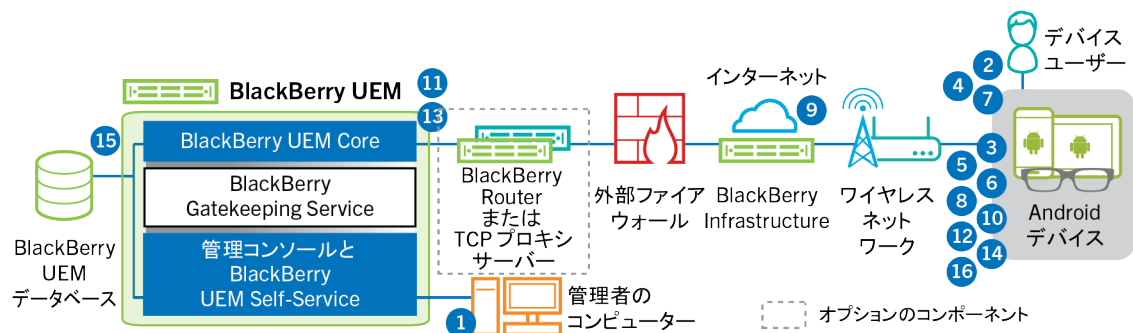 BlackBerry UEM
11
13
15
BlackBerry UEM Core
BlackBerry
Gatekeeping Service
管理コンソールと
BlackBerry
UEM Self-Service
BlackBerry
UEM
データベース
BlackBerry
Router
または
TCP プロキシ
サーバー
1
管理者の
コンピューター
外部ファイア
ウォール
インターネット
9
BlackBerry
Infrastructure
ワイヤレス
ネット
ワーク
デバイス
ユーザー
2
4
7
3
5
6
8
10
12
14
16
Android
デバイス
オプションのコンポーネント